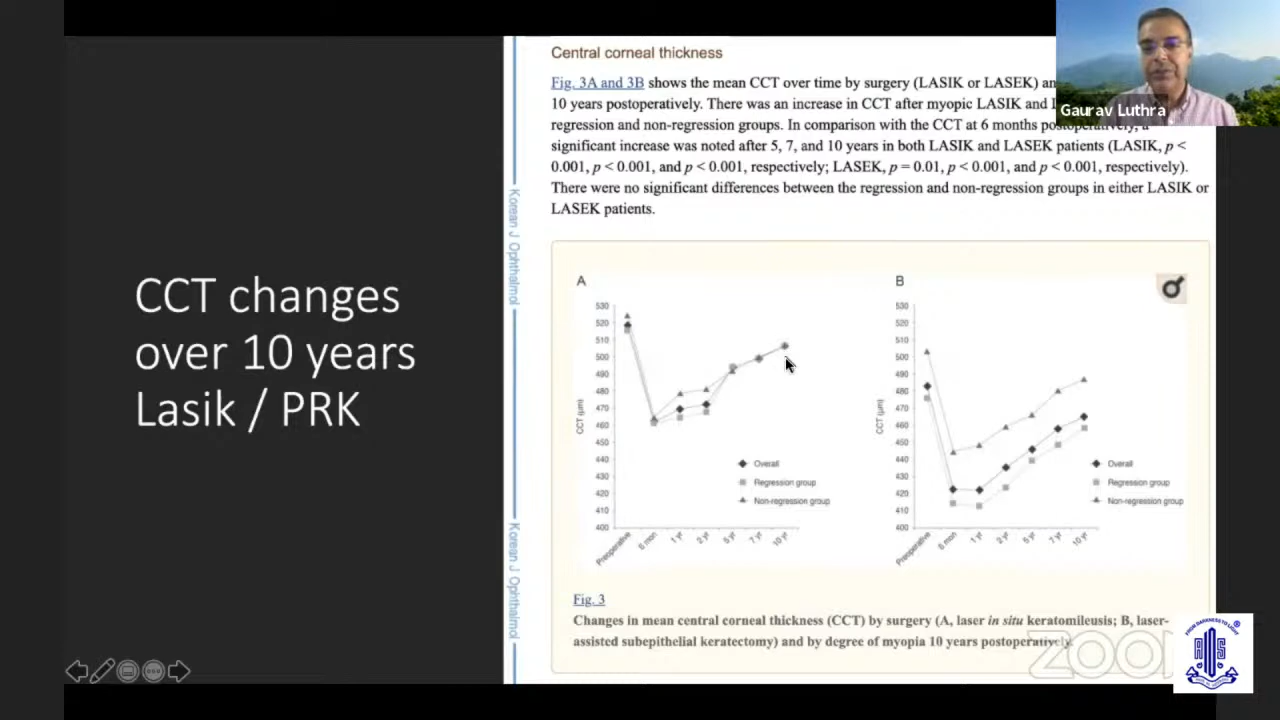 CCT changes
over 10 years
Lasik / PRK
Korean J Ophthalmol
Korean J Ophthalmol
Central corneal thickness
Fig. 3A and 3B shows the mean CCT over time by surgery (LASIK or LASEK) an
10 years postoperatively. There was an increase in CCT after myopic LASIK and
regression and non-regression groups. In comparison with the CCT at 6 months postoperatively, a
significant increase was noted after 5, 7, and 10 years in both LASIK and LASEK patients (LASIK, p <
0.001, p < 0.001, and p < 0.001, respectively; LASEK, p = 0.01, p < 0.001, and p < 0.001, respectively).
There were no significant differences between the regression and non-regression groups in either LASIK or
LASEK patients.
Gaurav Luthra
A
530
520
510
500
490
480
470
460
450
440
430
420
410
400
CCT (μm)
Preoperative
6 mon
1 yr
2 yr
5 yr
7 yr
10 yr
Overall
Regression group
Non-regression group
B
530
520
510
500
490
480
470
460
450
440
430
420
410
400
CCT (μm)
Preoperative
6 mon
1 yr
2 yr
5 yr
7 yr
10 yr
Overall
Regression group
Non-regression group
Fig. 3
Changes in mean central corneal thickness (CCT) by surgery (A, laser in situ keratomileusis; B, laser-
assisted subepithelial keratectomy) and by degree of myopia 10 years postoperatively.
zoom
FROM DARKNESS TO LIGHT
AIOS